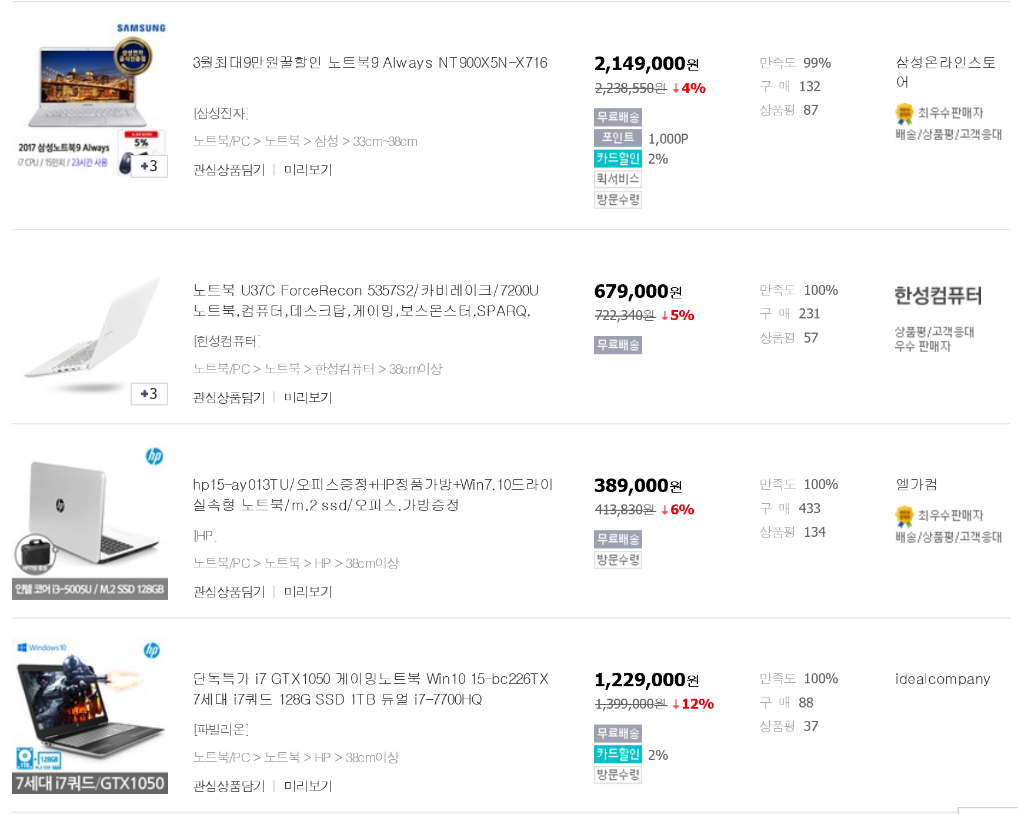 SAMSUNG
삼성전자
공식인증점
2017 삼성노트북9 Always
i7 CPU / 15인치 / 23시간 사용
5%
+3
3월최대9만원꿀할인 노트북9 Always NT900X5N-X716
[삼성전자]
노트북/PC > 노트북 > 삼성 > 33cm~38cm
관심상품담기 | 미리보기
2,149,000원
2,238,550원 ↓4%
무료배송
포인트 1,000P
카드할인 2%
퀵서비스
방문수령
만족도 99%
구 매 132
상품평 87
삼성온라인스토
어
최우수판매자
배송/상품평/고객응대
+3
노트북 U37C ForceRecon 5357S2/카비레이크/7200U
노트북,컴퓨터,데스크탑,게이밍,보스몬스터,SPARQ,
[한성컴퓨터]
노트북/PC > 노트북 > 한성컴퓨터 > 38cm이상
관심상품담기 | 미리보기
679,000원
722,340원 ↓5%
무료배송
만족도 100%
구 매 231
상품평 57
한성컴퓨터
상품평/고객응대
우수 판매자
hp
인텔 코어 i3-5005U / M.2 SSD 128GB
hp15-ay013TU/오피스증정+HP정품가방+Win7,10드라이
실속형 노트북/m.2 ssd/오피스,가방증정
[HP]
노트북/PC > 노트북 > HP > 38cm이상
관심상품담기 | 미리보기
389,000원
413,830원 ↓6%
무료배송
방문수령
만족도 100%
구 매 433
상품평 134
엘가컴
최우수판매자
배송/상품평/고객응대
Windows10
hp
128GB
7세대 i7쿼드/GTX1050
단독특가 i7 GTX1050 게이밍노트북 Win10 15-bc226TX
7세대 i7쿼드 128G SSD 1TB 듀얼 i7-7700HQ
[파빌리온]
노트북/PC > 노트북 > HP > 38cm이상
관심상품담기 | 미리보기
1,229,000원
1,399,000원 ↓12%
무료배송
카드할인 2%
방문수령
만족도 100%
구 매 88
상품평 37
idealcompany